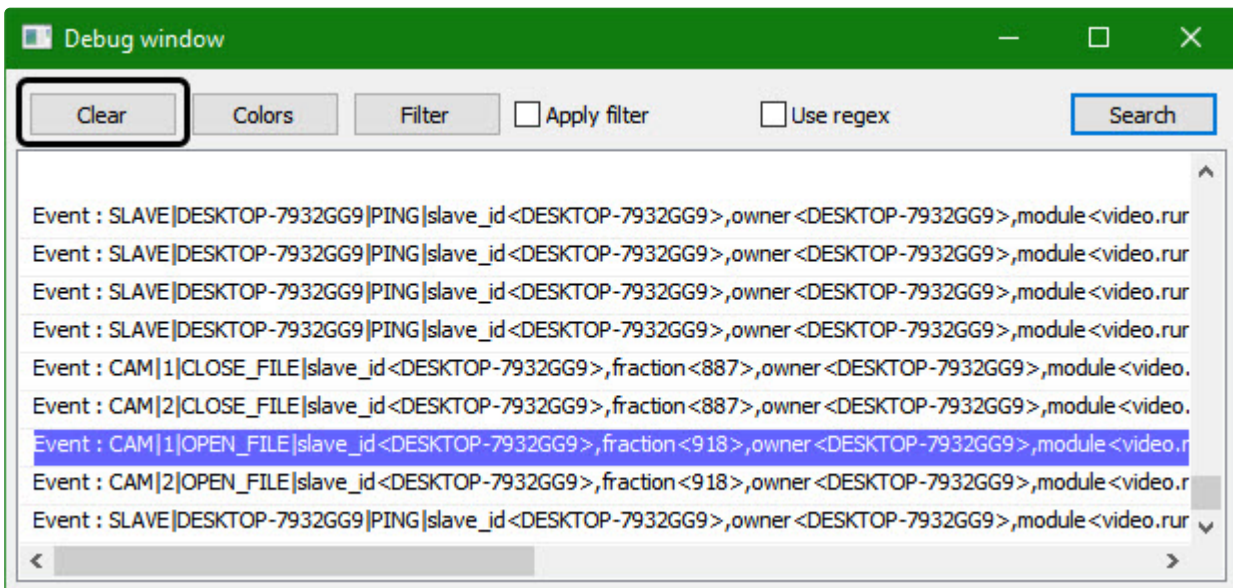 Debug window
Clear Colors Filter Apply filter Use regex Search
Event : SLAVE|DESKTOP-7932GG9|PING|slave_id<DESKTOP-7932GG9>,owner<DESKTOP-7932GG9>,module<video.rur
Event : SLAVE|DESKTOP-7932GG9|PING|slave_id<DESKTOP-7932GG9>,owner<DESKTOP-7932GG9>,module<video.rur
Event : SLAVE|DESKTOP-7932GG9|PING|slave_id<DESKTOP-7932GG9>,owner<DESKTOP-7932GG9>,module<video.rur
Event : SLAVE|DESKTOP-7932GG9|PING|slave_id<DESKTOP-7932GG9>,owner<DESKTOP-7932GG9>,module<video.rur
Event : CAM|1|CLOSE_FILE|slave_id<DESKTOP-7932GG9>,fraction<887>,owner<DESKTOP-7932GG9>,module<video.
Event : CAM|2|CLOSE_FILE|slave_id<DESKTOP-7932GG9>,fraction<887>,owner<DESKTOP-7932GG9>,module<video.
Event : CAM|1|OPEN_FILE|slave_id<DESKTOP-7932GG9>,fraction<918>,owner<DESKTOP-7932GG9>,module<video.r
Event : CAM|2|OPEN_FILE|slave_id<DESKTOP-7932GG9>,fraction<918>,owner<DESKTOP-7932GG9>,module<video.r
Event : SLAVE|DESKTOP-7932GG9|PING|slave_id<DESKTOP-7932GG9>,owner<DESKTOP-7932GG9>,module<video.rur